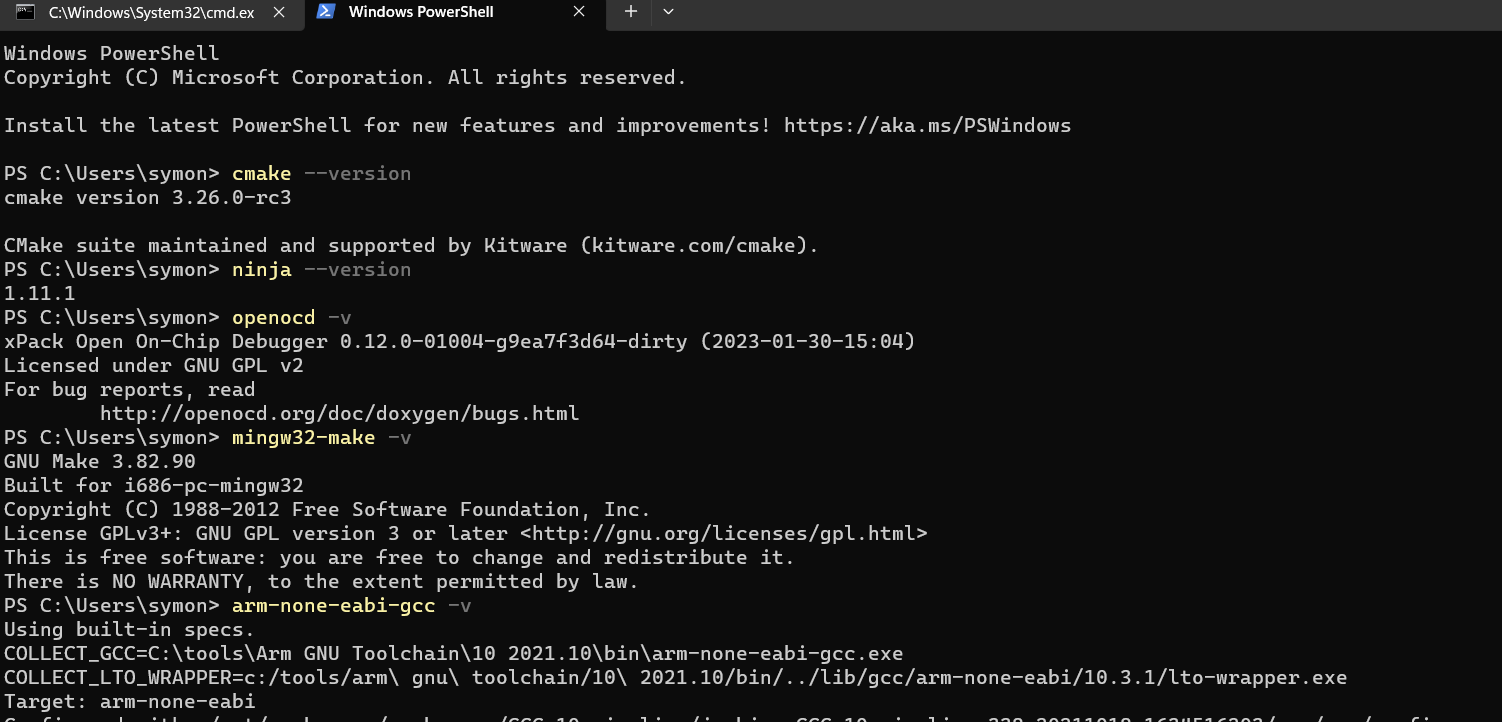 C:\Windows\System32\cmd.ex
Windows PowerShell
Windows PowerShell
Copyright (C) Microsoft Corporation. All rights reserved.
Install the latest PowerShell for new features and improvements! https://aka.ms/PSWindows
PS C:\Users\symon> cmake --version
cmake version 3.26.0-rc3
CMake suite maintained and supported by Kitware (kitware.com/cmake).
PS C:\Users\symon> ninja --version
1.11.1
PS C:\Users\symon> openocd -v
xPack Open On-Chip Debugger 0.12.0-01004-g9ea7f3d64-dirty (2023-01-30-15:04)
Licensed under GNU GPL v2
For bug reports, read
http://openocd.org/doc/doxygen/bugs.html
PS C:\Users\symon> mingw32-make -v
GNU Make 3.82.90
Built for i686-pc-mingw32
Copyright (C) 1988-2012 Free Software Foundation, Inc.
License GPLv3+: GNU GPL version 3 or later <http://gnu.org/licenses/gpl.html>
This is free software: you are free to change and redistribute it.
There is NO WARRANTY, to the extent permitted by law.
PS C:\Users\symon> arm-none-eabi-gcc -v
Using built-in specs.
COLLECT_GCC=C:\tools\Arm GNU Toolchain\10 2021.10\bin\arm-none-eabi-gcc.exe
COLLECT_LTO_WRAPPER=c:/tools/arm\ gnu\ toolchain/10\ 2021.10/bin/../lib/gcc/arm-none-eabi/10.3.1/lto-wrapper.exe
Target: arm-none-eabi